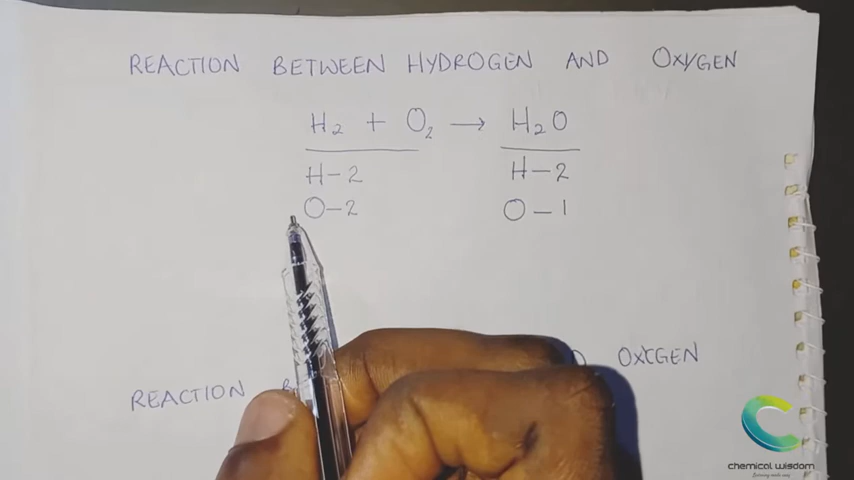 REACTION BETWEEN HYDROGEN AND OXYGEN
H₂ + O₂ → H₂O
H-2 H-2
O-2 O-1
REACTION OXYGEN
chemical wisdom